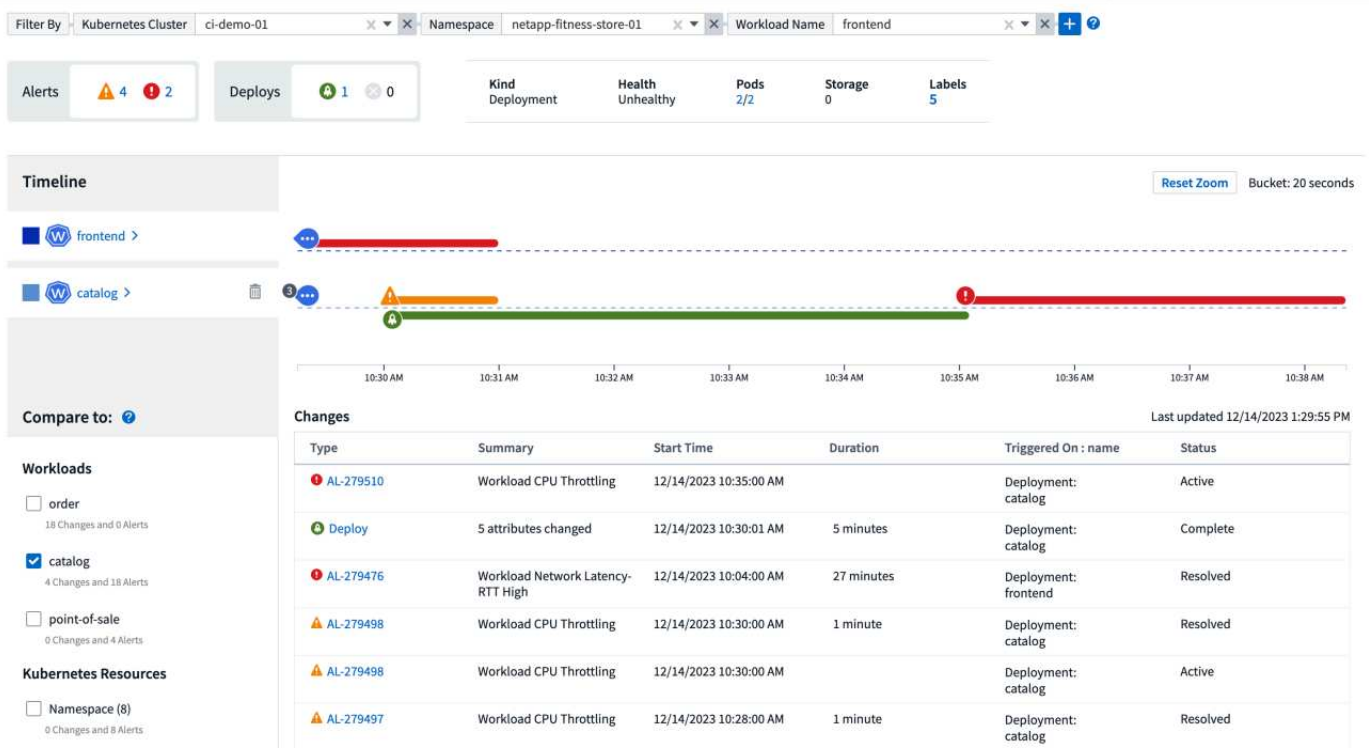 Filter By Kubernetes Cluster ci-demo-01 Namespace netapp-fitness-store-01 Workload Name frontend
Alerts 4 2 Deploys 1 0
Kind Health Pods Storage Labels
Deployment Unhealthy 2/2 0 5
Timeline
Reset Zoom Bucket: 20 seconds
W frontend >
W catalog > 3
10:30 AM 10:31 AM 10:32 AM 10:33 AM 10:34 AM 10:35 AM 10:36 AM 10:37 AM 10:38 AM
Compare to: ?
Workloads
order
18 Changes and 0 Alerts
catalog
4 Changes and 18 Alerts
point-of-sale
0 Changes and 4 Alerts
Kubernetes Resources
Namespace (8)
0 Changes and 8 Alerts
Changes Last updated 12/14/2023 1:29:55 PM
Type Summary Start Time Duration Triggered On : name Status
AL-279510 Workload CPU Throttling 12/14/2023 10:35:00 AM Deployment: Active
catalog
Deploy 5 attributes changed 12/14/2023 10:30:01 AM 5 minutes Deployment: Complete
catalog
AL-279476 Workload Network Latency- 12/14/2023 10:04:00 AM 27 minutes Deployment: Resolved
RTT High frontend
AL-279498 Workload CPU Throttling 12/14/2023 10:30:00 AM 1 minute Deployment: Resolved
catalog
AL-279498 Workload CPU Throttling 12/14/2023 10:30:00 AM Deployment: Active
catalog
AL-279497 Workload CPU Throttling 12/14/2023 10:28:00 AM 1 minute Deployment: Resolved
catalog